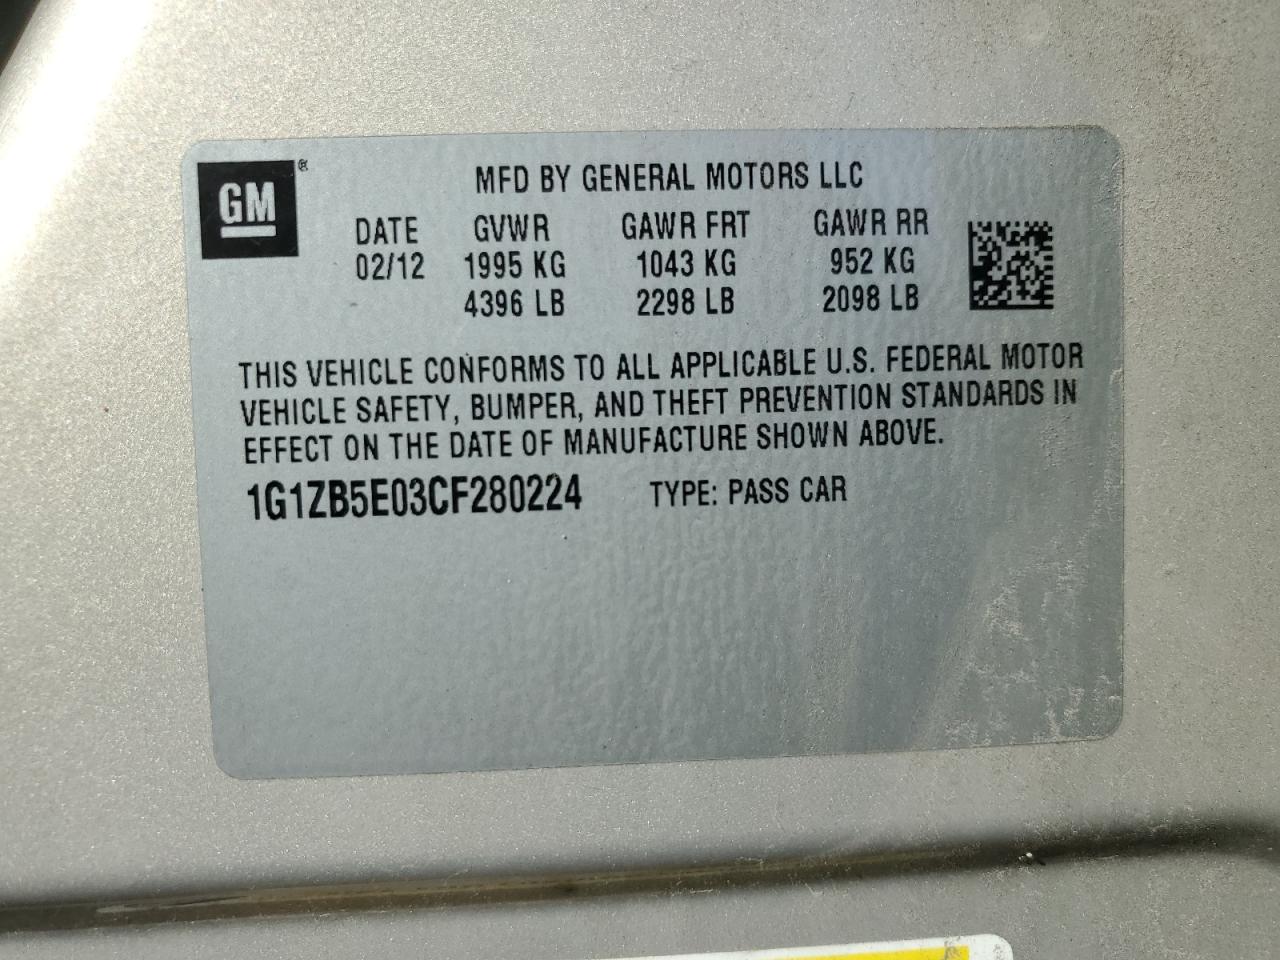 GM ®
MFD BY GENERAL MOTORS LLC
DATE GVWR GAWR FRT GAWR RR
02/12 1995 KG 1043 KG 952 KG
4396 LB 2298 LB 2098 LB
THIS VEHICLE CONFORMS TO ALL APPLICABLE U.S. FEDERAL MOTOR
VEHICLE SAFETY, BUMPER, AND THEFT PREVENTION STANDARDS IN
EFFECT ON THE DATE OF MANUFACTURE SHOWN ABOVE.
1G1ZB5E03CF280224 TYPE: PASS CAR